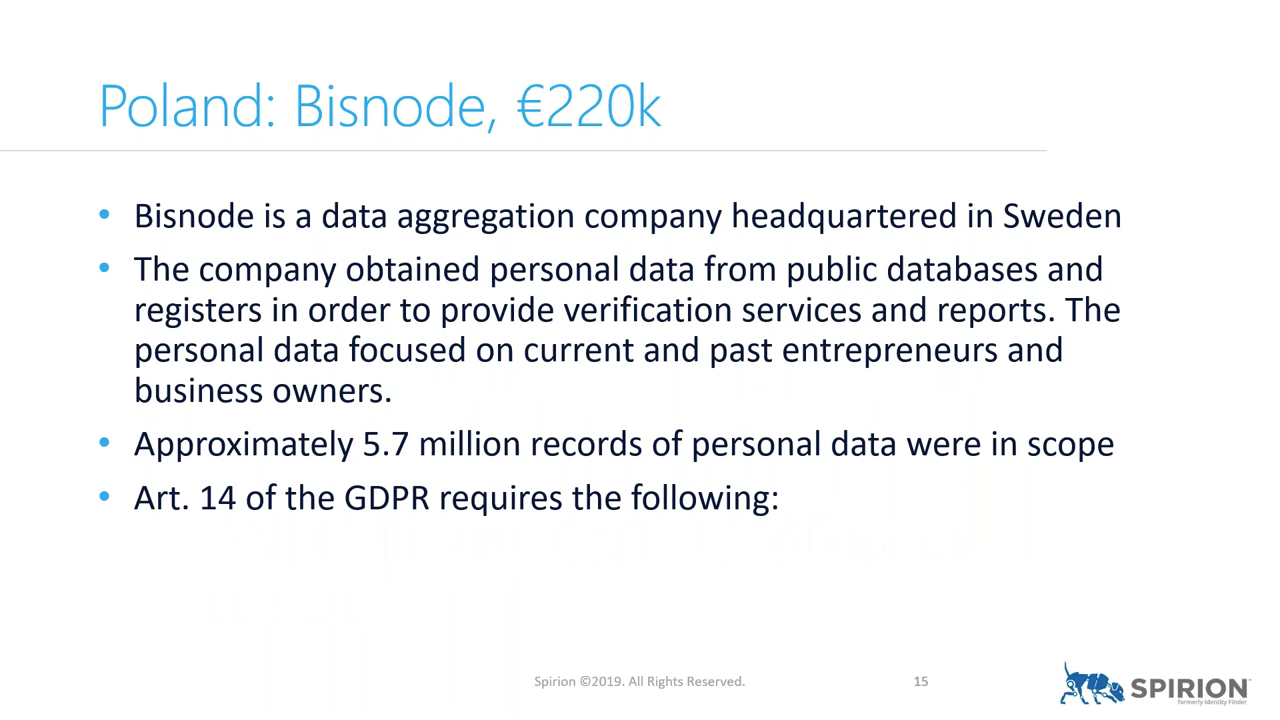 Poland: Bisnode, €220k
• Bisnode is a data aggregation company headquartered in Sweden
• The company obtained personal data from public databases and
registers in order to provide verification services and reports. The
personal data focused on current and past entrepreneurs and
business owners.
• Approximately 5.7 million records of personal data were in scope
• Art. 14 of the GDPR requires the following:
Spirion ©2019. All Rights Reserved.
15
SPIRION
formerly Identity Finder